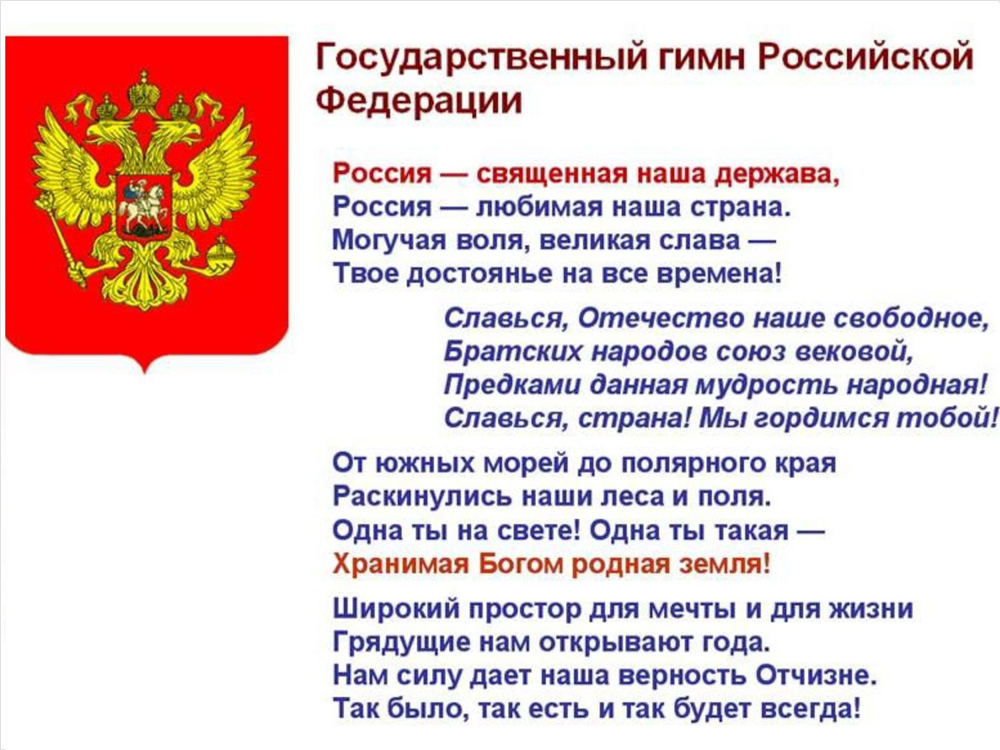 Государственный гимн Российской
Федерации
Россия — священная наша держава,
Россия — любимая наша страна.
Могучая воля, великая слава —
Твое достоянье на все времена!
Славься, Отечество наше свободное,
Братских народов союз вековой,
Предками данная мудрость народная!
Славься, страна! Мы гордимся тобой!
От южных морей до полярного края
Раскинулись наши леса и поля.
Одна ты на свете! Одна ты такая —
Хранимая Богом родная земля!
Широкий простор для мечты и для жизни
Грядущие нам открывают года.
Нам силу дает наша верность Отчизне.
Так было, так есть и так будет всегда!